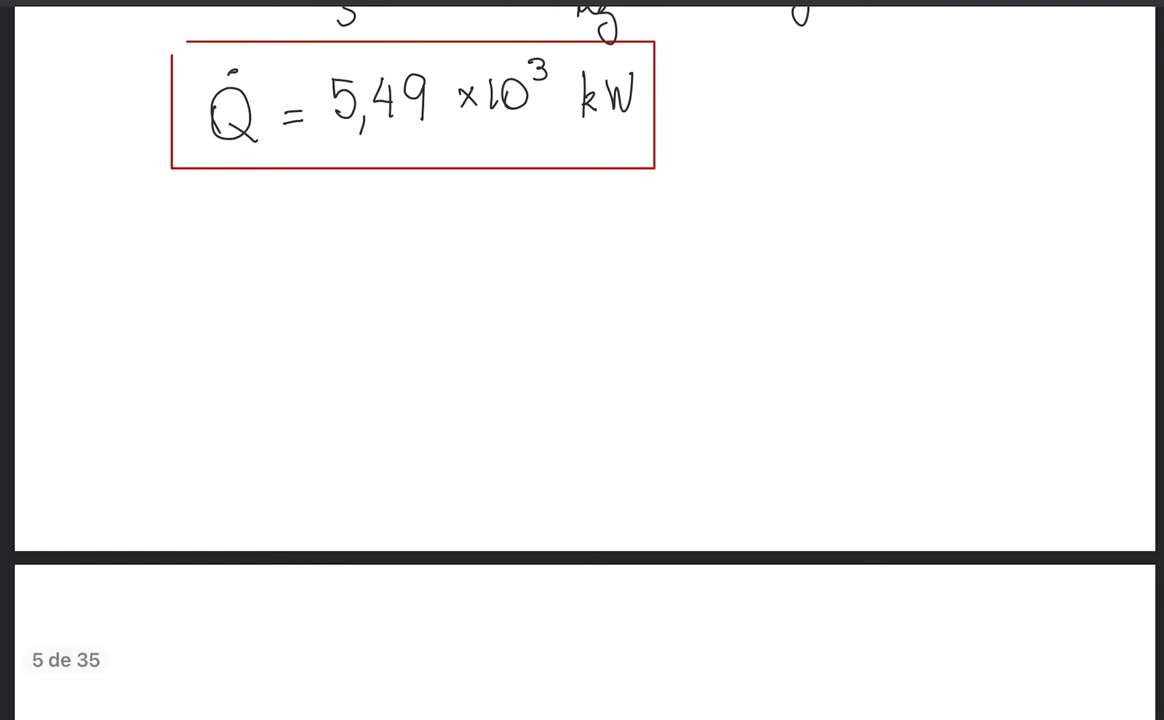 Q̇ = 5,49 ×10³ kW
5 de 35